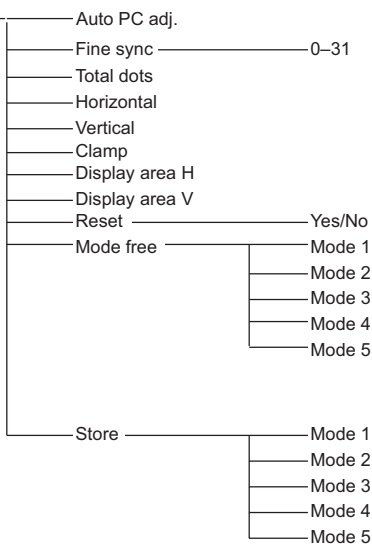 Auto PC adj.
Fine sync 0–31
Total dots
Horizontal
Vertical
Clamp
Display area H
Display area V
Reset Yes/No
Mode free Mode 1
Mode 2
Mode 3
Mode 4
Mode 5
Store Mode 1
Mode 2
Mode 3
Mode 4
Mode 5